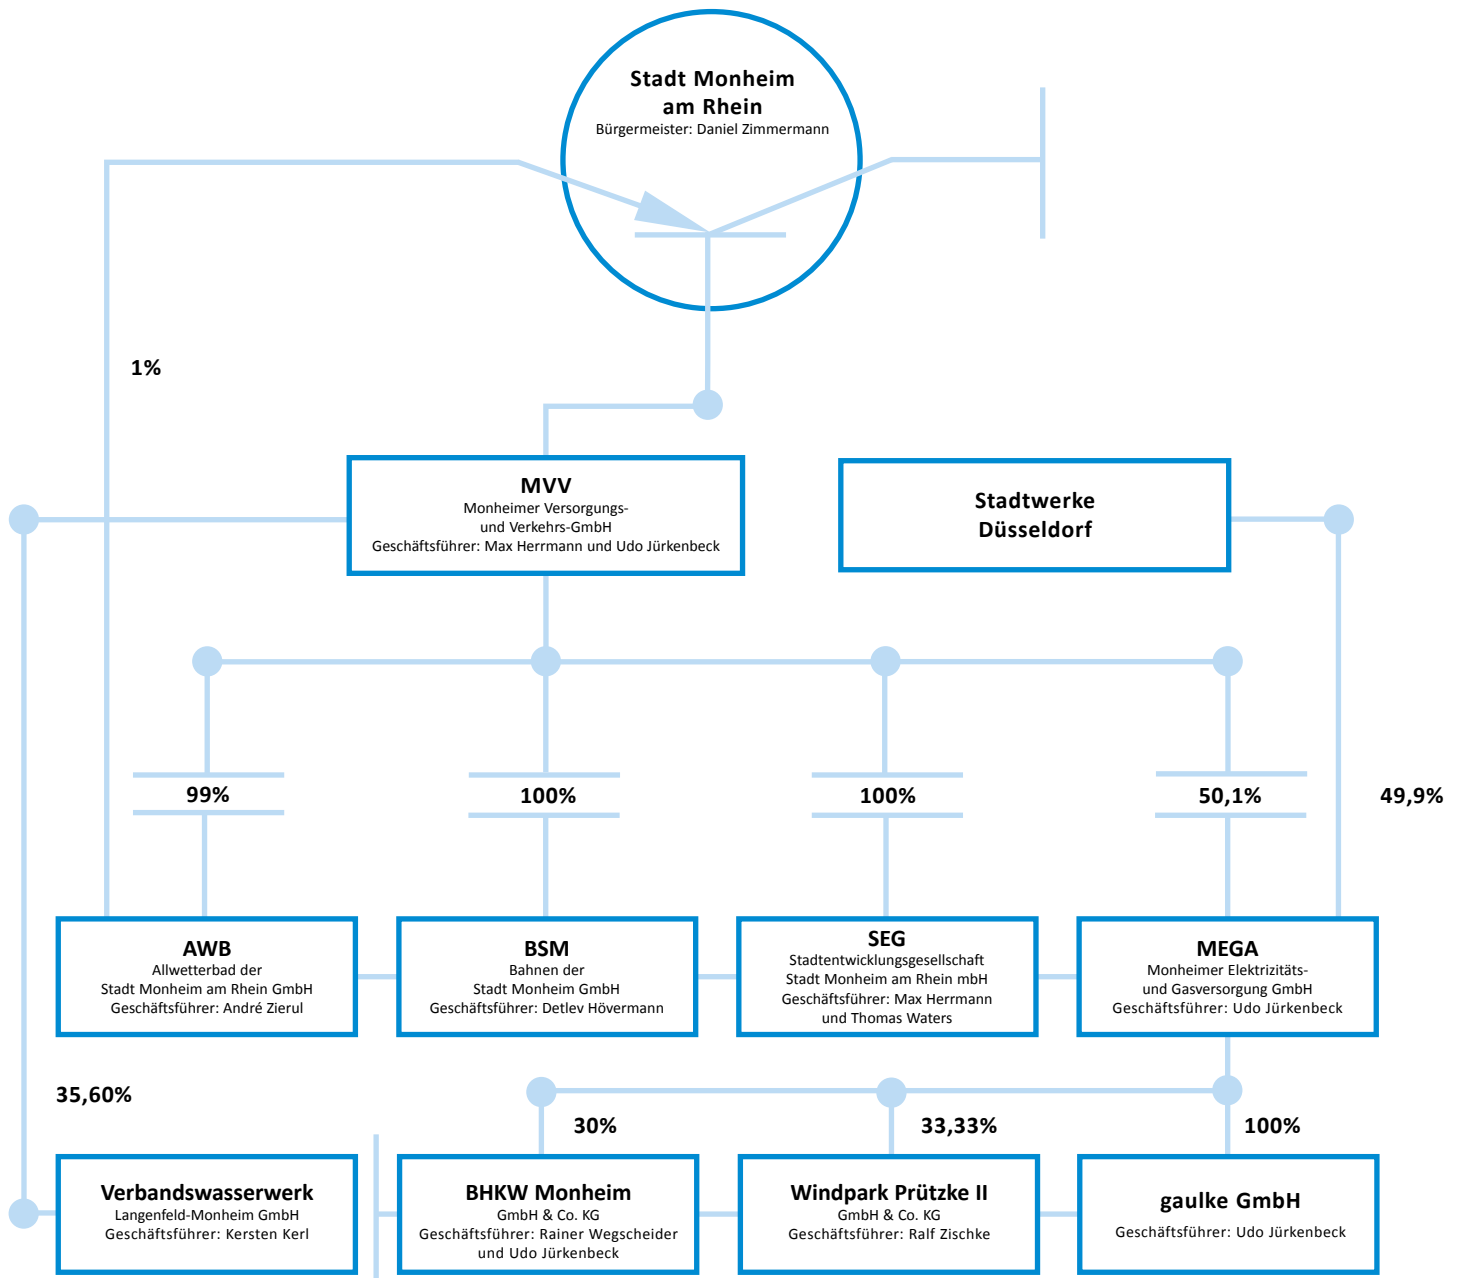 Stadt Monheim
am Rhein
Bürgermeister: Daniel Zimmermann
1%
MVV
Monheimer Versorgungs-
und Verkehrs-GmbH
Geschäftsführer: Max Herrmann und Udo Jürkenbeck
Stadtwerke
Düsseldorf
99%
100%
100%
50,1%
49,9%
AWB
Allwetterbad der
Stadt Monheim am Rhein GmbH
Geschäftsführer: André Zierul
BSM
Bahnen der
Stadt Monheim GmbH
Geschäftsführer: Detlev Hövermann
SEG
Stadtentwicklungsgesellschaft
Stadt Monheim am Rhein mbH
Geschäftsführer: Max Herrmann
und Thomas Waters
MEGA
Monheimer Elektrizitäts-
und Gasversorgung GmbH
Geschäftsführer: Udo Jürkenbeck
35,60%
30%
33,33%
100%
Verbandswasserwerk
Langenfeld-Monheim GmbH
Geschäftsführer: Kersten Kerl
BHKW Monheim
GmbH & Co. KG
Geschäftsführer: Rainer Wegscheider
und Udo Jürkenbeck
Windpark Prützke II
GmbH & Co. KG
Geschäftsführer: Ralf Zischke
gaulke GmbH
Geschäftsführer: Udo Jürkenbeck